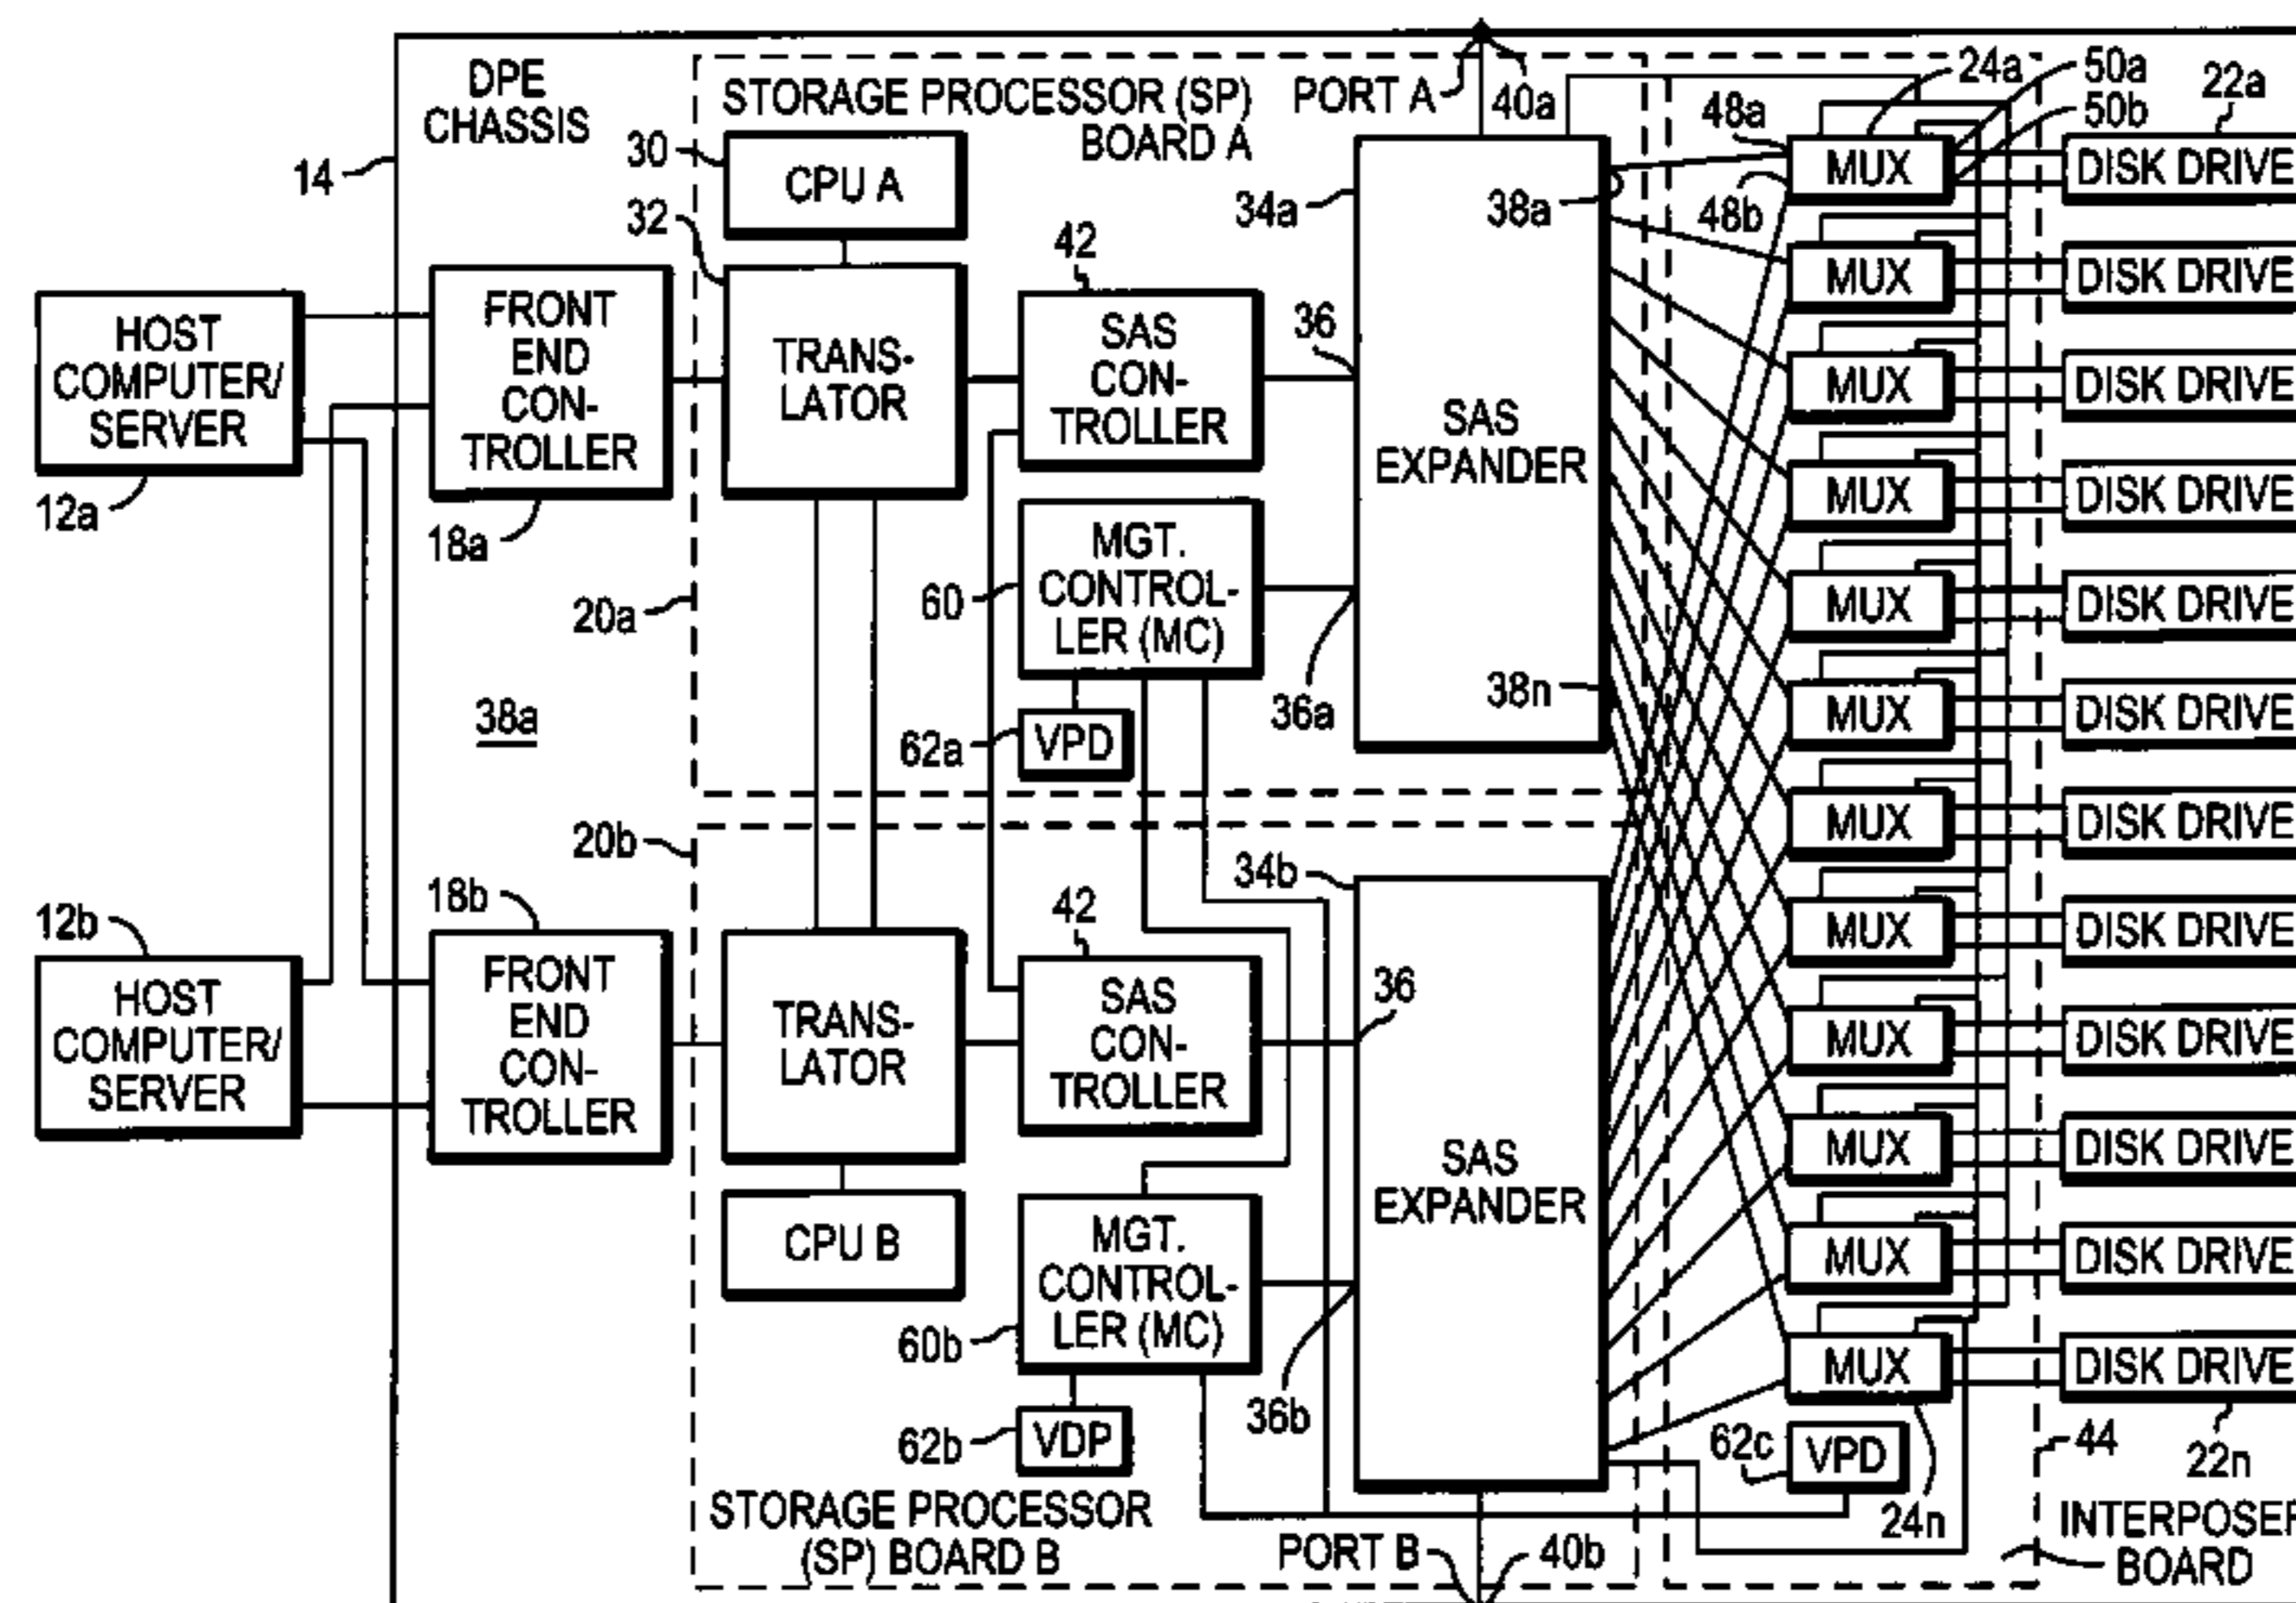 DPE
CHASSIS
14
STORAGE PROCESSOR (SP)
BOARD A
PORT A
40a
24a
50a
50b
22a
48a
48b
30
CPU A
32
34a
38a
MUX
DISK DRIVE
MUX
DISK DRIVE
42
HOST
COMPUTER/
SERVER
12a
FRONT
END
CON-
TROLLER
18a
TRANS-
LATOR
SAS
CON-
TROLLER
36
SAS
EXPANDER
MUX
DISK DRIVE
MUX
DISK DRIVE
20a
60
MGT.
CONTROL-
LER (MC)
36a
38n
MUX
DISK DRIVE
MUX
DISK DRIVE
38a
62a
VPD
MUX
DISK DRIVE
20b
34b
12b
18b
42
MUX
DISK DRIVE
HOST
COMPUTER/
SERVER
FRONT
END
CON-
TROLLER
TRANS-
LATOR
SAS
CON-
TROLLER
36
MUX
DISK DRIVE
SAS
EXPANDER
MUX
DISK DRIVE
CPU B
MGT.
CONTROL-
LER (MC)
60b
36b
MUX
DISK DRIVE
MUX
DISK DRIVE
62b
VDP
62c
VPD
44
22n
24n
STORAGE PROCESSOR
(SP) BOARD B
PORT B
40b
INTERPOSER
BOARD